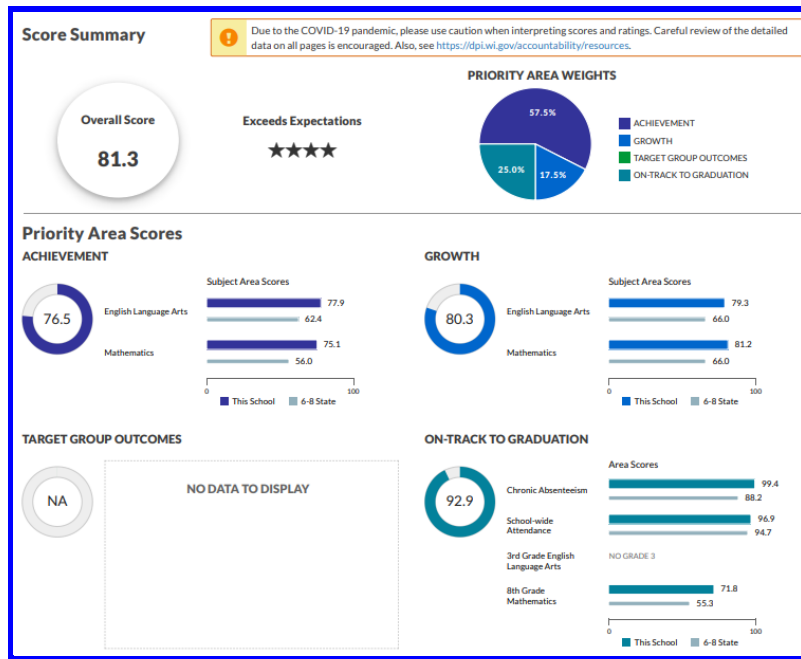 Score Summary
Due to the COVID-19 pandemic, please use caution when interpreting scores and ratings. Careful review of the detailed
data on all pages is encouraged. Also, see https://dpi.wi.gov/accountability/resources.
Overall Score
81.3
Exceeds Expectations
★★★★
PRIORITY AREA WEIGHTS
57.5%
25.0%
17.5%
ACHIEVEMENT
GROWTH
TARGET GROUP OUTCOMES
ON-TRACK TO GRADUATION
Priority Area Scores
ACHIEVEMENT
76.5
Subject Area Scores
English Language Arts
77.9
62.4
Mathematics
75.1
56.0
0 100
This School 6-8 State
GROWTH
80.3
Subject Area Scores
English Language Arts
79.3
66.0
Mathematics
81.2
66.0
0 100
This School 6-8 State
TARGET GROUP OUTCOMES
NA
NO DATA TO DISPLAY
ON-TRACK TO GRADUATION
92.9
Area Scores
Chronic Absenteeism
99.4
88.2
School-wide
Attendance
96.9
94.7
3rd Grade English
Language Arts
NO GRADE 3
8th Grade
Mathematics
71.8
55.3
0 100
This School 6-8 State